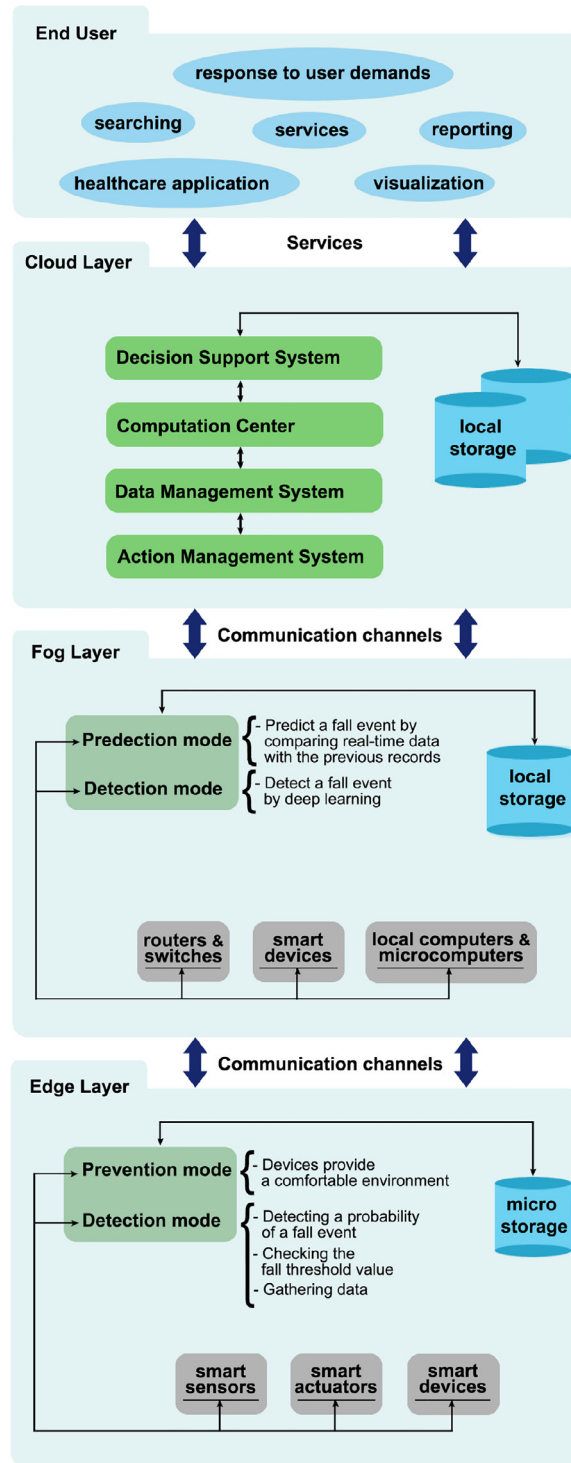 End User
response to user demands
searching
services
reporting
healthcare application
visualization
Services
Cloud Layer
Decision Support System
Computation Center
Data Management System
Action Management System
local
storage
Communication channels
Fog Layer
Predection mode
- Predict a fall event by
comparing real-time data
with the previous records
Detection mode
- Detect a fall event
by deep learning
local
storage
routers &
switches
smart
devices
local computers &
microcomputers
Communication channels
Edge Layer
Prevention mode
- Devices provide
a comfortable environment
Detection mode
- Detecting a probability
of a fall event
- Checking the
fall threshold value
- Gathering data
micro
storage
smart
sensors
smart
actuators
smart
devices